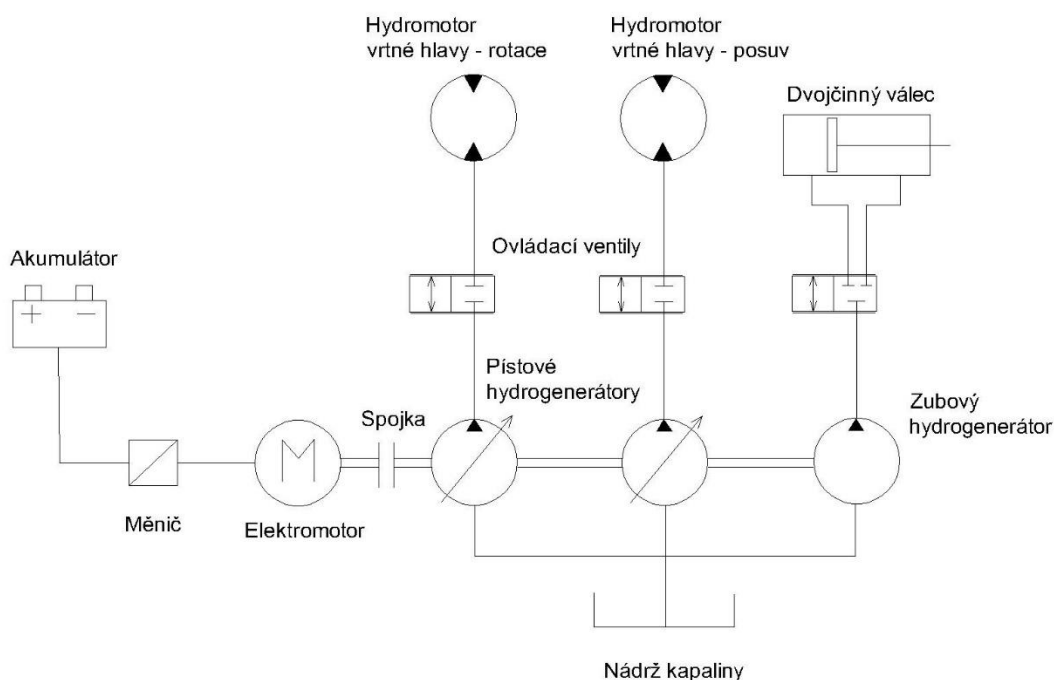 Hydromotor
vrtné hlavy - rotace
Hydromotor
vrtné hlavy - posuv
Dvojčinný válec
Ovládací ventily
Akumulátor
+ −
Pístové
hydrogenerátory
Spojka
Zubový
hydrogenerátor
M
Měnič
Elektromotor
Nádrž kapaliny